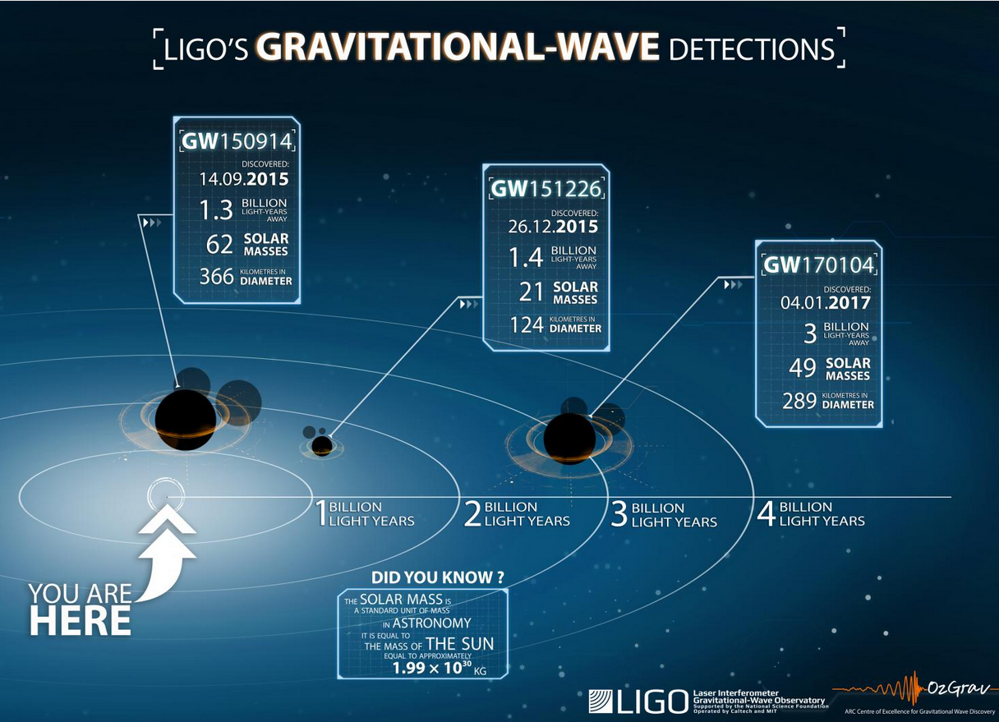 [LIGO'S GRAVITATIONAL-WAVE DETECTIONS]
[GW150914]
DISCOVERED:
14.09.2015
1.3 BILLION
LIGHT-YEARS
AWAY
62 SOLAR
MASSES
366 KILOMETRES IN
DIAMETER
[GW151226]
DISCOVERED:
26.12.2015
1.4 BILLION
LIGHT-YEARS
AWAY
21 SOLAR
MASSES
124 KILOMETRES IN
DIAMETER
[GW170104]
DISCOVERED:
04.01.2017
3 BILLION
LIGHT-YEARS
AWAY
49 SOLAR
MASSES
289 KILOMETRES IN
DIAMETER
1 BILLION
LIGHT YEARS
2 BILLION
LIGHT YEARS
3 BILLION
LIGHT YEARS
4 BILLION
LIGHT YEARS
YOU ARE
HERE
DID YOU KNOW ?
THE SOLAR MASS IS
A STANDARD UNIT OF MASS
IN ASTRONOMY
IT IS EQUAL TO
THE MASS OF THE SUN
EQUAL TO APPROXIMATELY
1.99 × 10³⁰ KG
LIGO
Laser Interferometer
Gravitational-Wave Observatory
Supported by the National Science Foundation
Operated by Caltech and MIT
OzGrav
ARC Centre of Excellence for Gravitational Wave Discovery